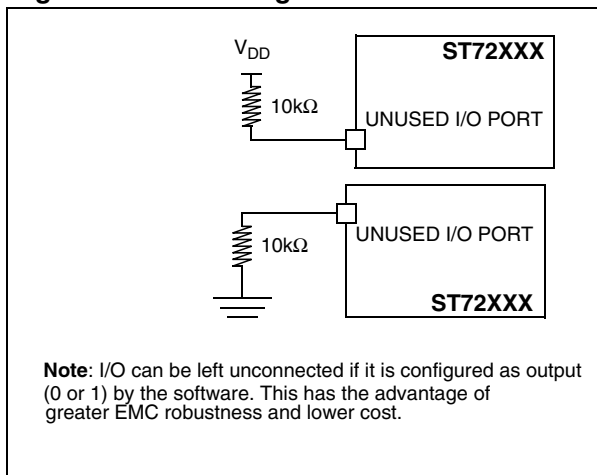 V_DD
ST72XXX
10kΩ
UNUSED I/O PORT
10kΩ
UNUSED I/O PORT
ST72XXX
Note: I/O can be left unconnected if it is configured as output
(0 or 1) by the software. This has the advantage of
greater EMC robustness and lower cost.